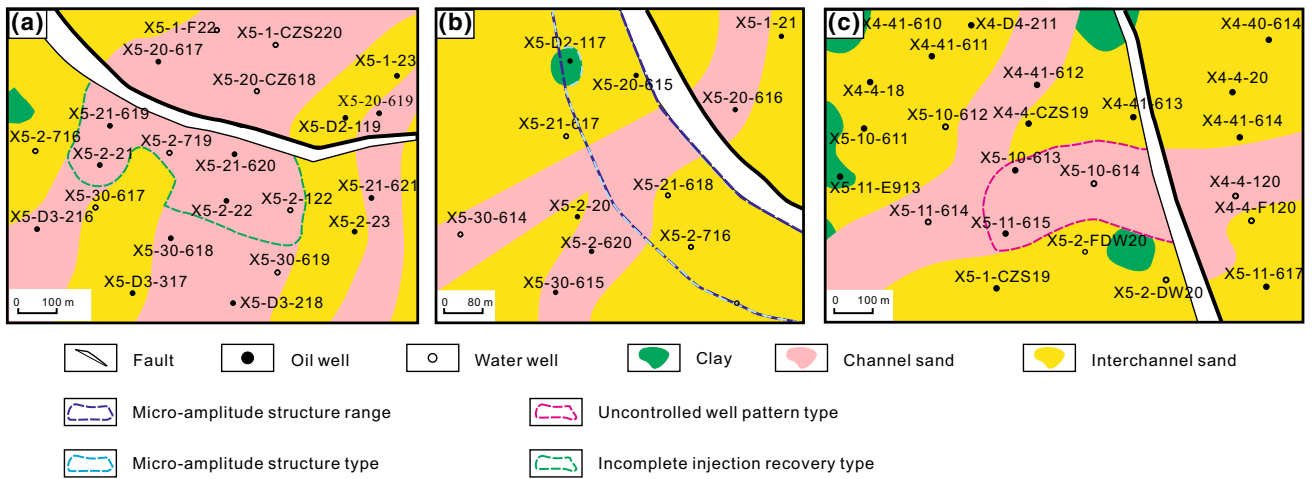 (a)
X5-1-F22
X5-1-CZS220
X5-20-617
X5-20-CZ618
X5-1-23
X5-20-619
X5-D2-119
X5-21-619
X5-2-716
X5-2-719
X5-2-21
X5-21-620
X5-21-621
X5-30-617
X5-2-22
X5-2-122
X5-D3-216
X5-2-23
X5-30-618
X5-30-619
X5-D3-317
X5-D3-218
0 100 m
(b)
X5-1-21
X5-D2-117
X5-20-615
X5-20-616
X5-21-617
X5-21-618
X5-2-20
X5-30-614
X5-2-620
X5-2-716
X5-30-615
0 80 m
(c)
X4-41-610
X4-D4-211
X4-40-614
X4-41-611
X4-41-612
X4-4-20
X4-4-18
X5-10-612
X4-4-CZS19
X4-41-613
X4-41-614
X5-10-611
X5-10-613
X5-10-614
X5-11-E913
X4-4-120
X5-11-614
X5-11-615
X4-4-F120
X5-2-FDW20
X5-1-CZS19
X5-11-617
X5-2-DW20
0 100 m
Fault
Oil well
Water well
Clay
Channel sand
Interchannel sand
Micro-amplitude structure range
Uncontrolled well pattern type
Micro-amplitude structure type
Incomplete injection recovery type